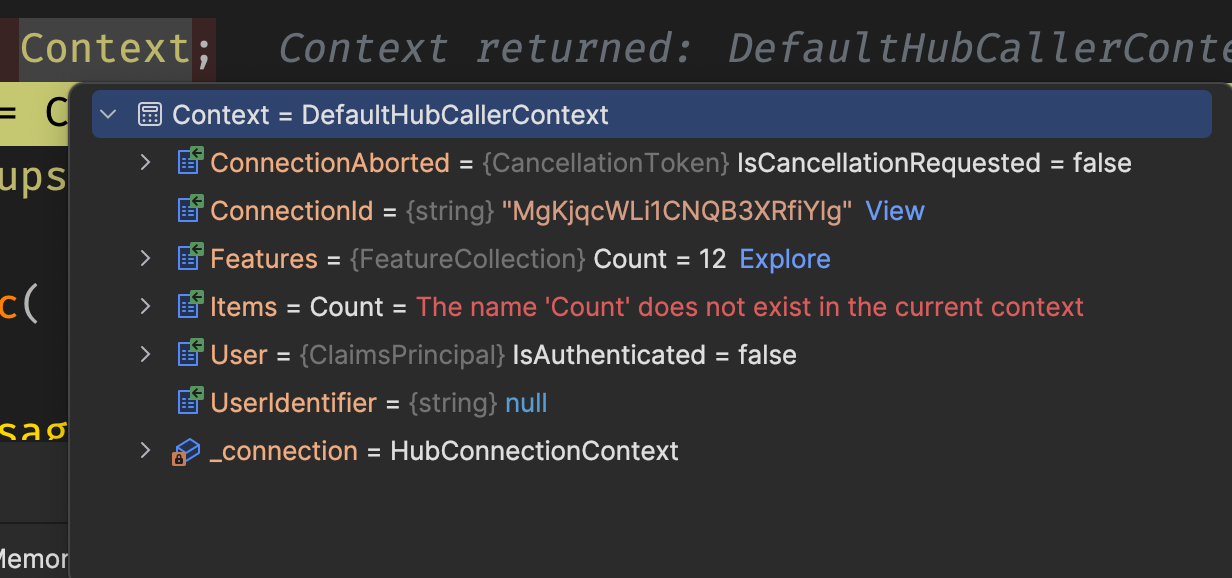 Context;   Context returned: DefaultHubCallerConte
= C
Context = DefaultHubCallerContext
ConnectionAborted = {CancellationToken} IsCancellationRequested = false
ups
ConnectionId = {string} "MgKjqcWLi1CNQB3XRfiYIg" View
Features = {FeatureCollection} Count = 12 Explore
c(
Items = Count = The name 'Count' does not exist in the current context
User = {ClaimsPrincipal} IsAuthenticated = false
UserIdentifier = {string} null
sag
_connection = HubConnectionContext
Memor